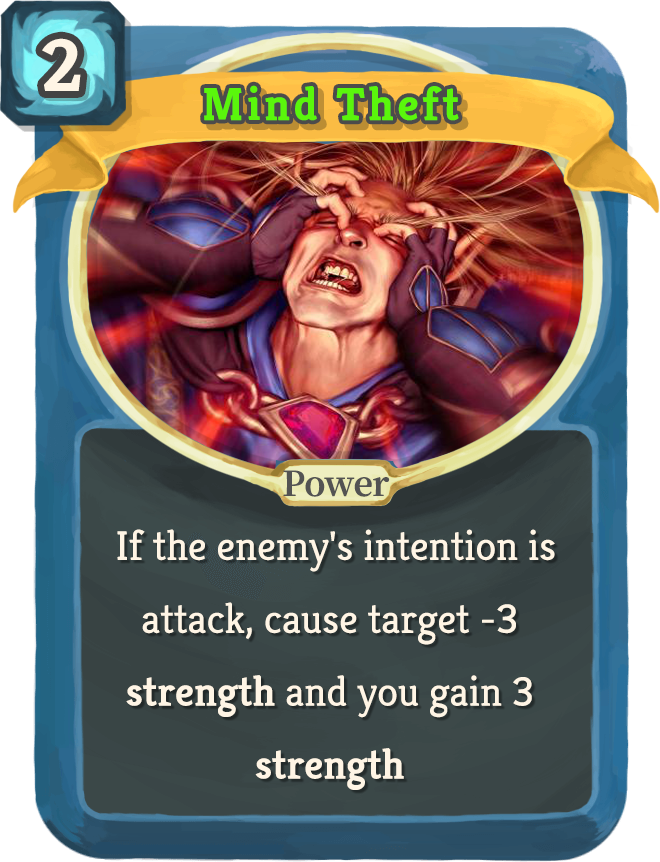 2
Mind Theft
Power
If the enemy's intention is
attack, cause target -3
strength and you gain 3
strength